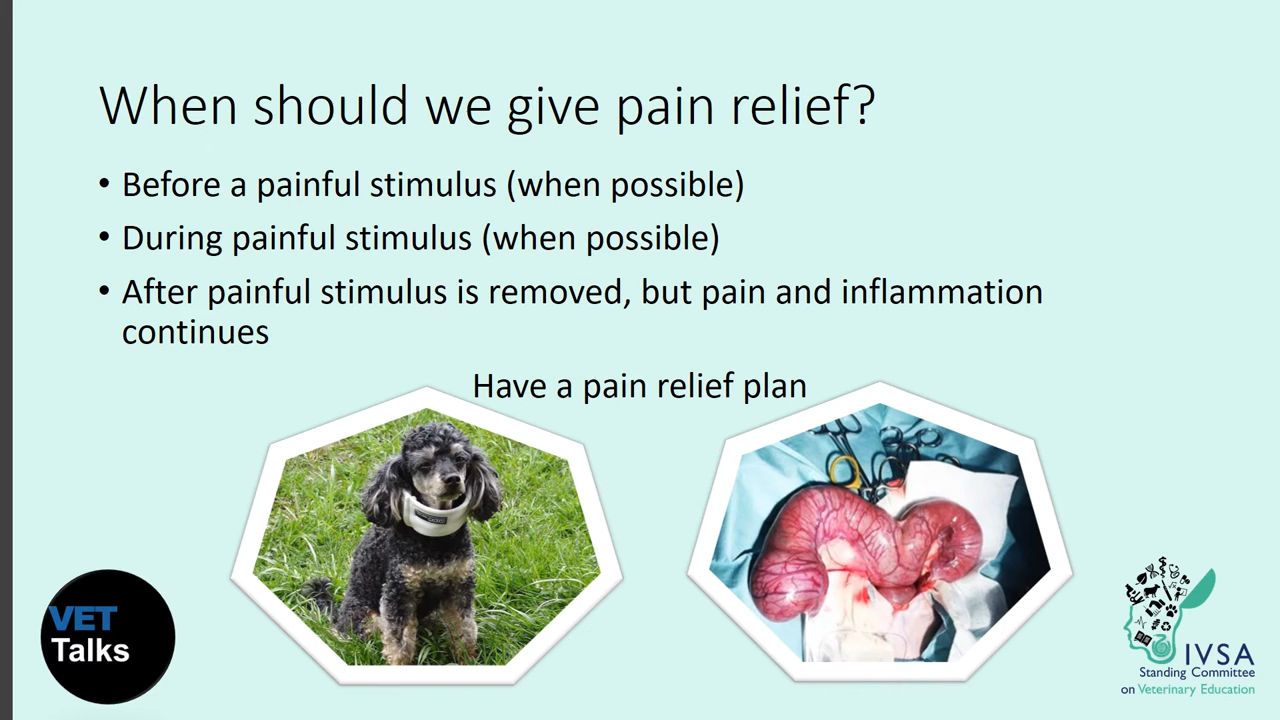 When should we give pain relief?
• Before a painful stimulus (when possible)
• During painful stimulus (when possible)
• After painful stimulus is removed, but pain and inflammation
continues
Have a pain relief plan
VET
Talks
IVSA
Standing Committee
on Veterinary Education